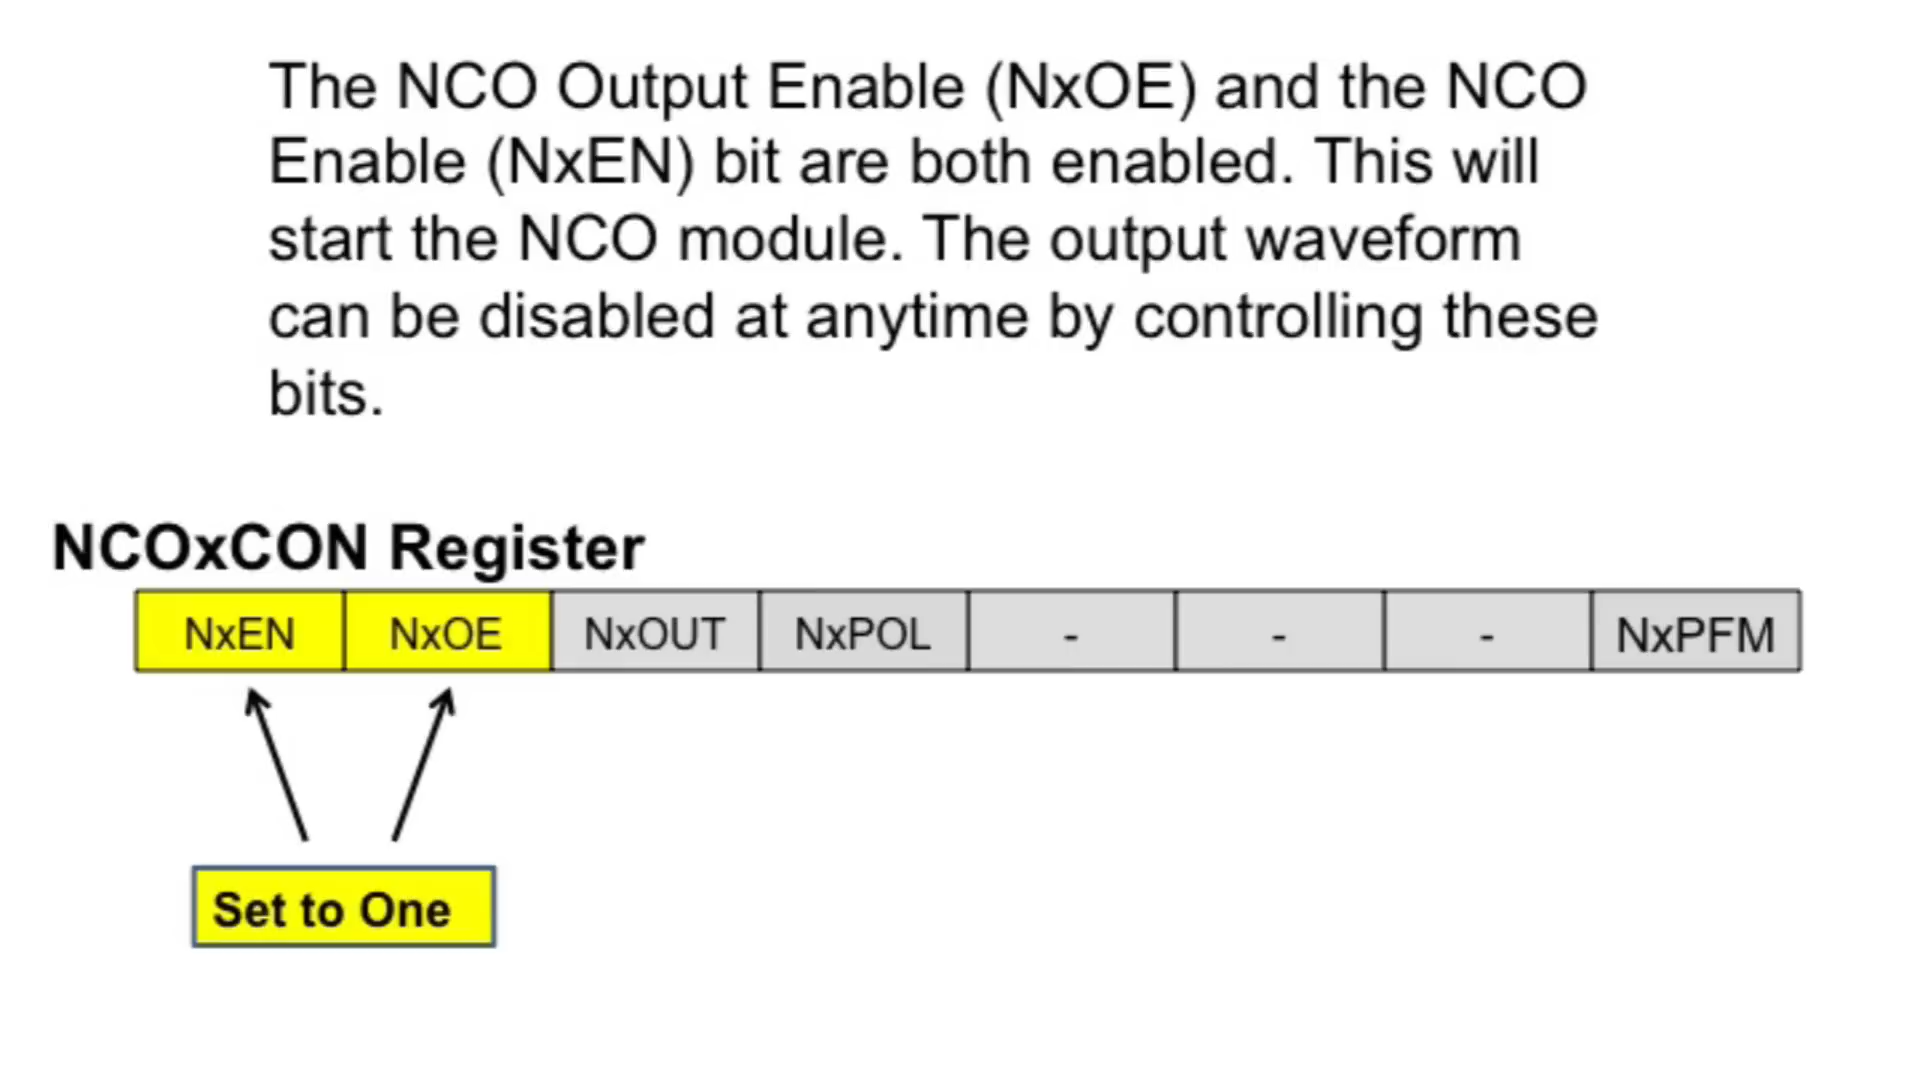 The NCO Output Enable (NxOE) and the NCO
Enable (NxEN) bit are both enabled. This will
start the NCO module. The output waveform
can be disabled at anytime by controlling these
bits.
NCOxCON Register
NxEN NxOE NxOUT NxPOL - - - NxPFM
Set to One